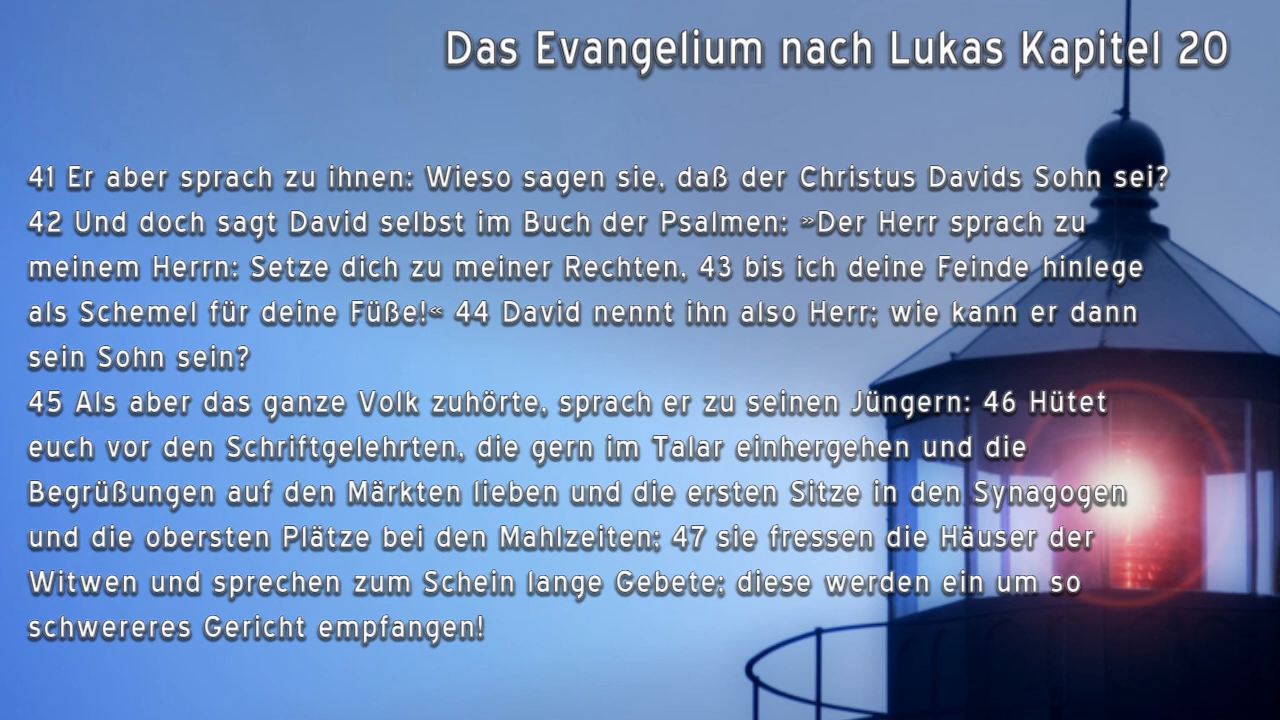 Das Evangelium nach Lukas Kapitel 20
41 Er aber sprach zu ihnen: Wieso sagen sie, daß der Christus Davids Sohn sei?
42 Und doch sagt David selbst im Buch der Psalmen: »Der Herr sprach zu
meinem Herrn: Setze dich zu meiner Rechten, 43 bis ich deine Feinde hinlege
als Schemel für deine Füße!« 44 David nennt ihn also Herr; wie kann er dann
sein Sohn sein?
45 Als aber das ganze Volk zuhörte, sprach er zu seinen Jüngern: 46 Hütet
euch vor den Schriftgelehrten, die gern im Talar einhergehen und die
Begrüßungen auf den Märkten lieben und die ersten Sitze in den Synagogen
und die obersten Plätze bei den Mahlzeiten; 47 sie fressen die Häuser der
Witwen und sprechen zum Schein lange Gebete; diese werden ein um so
schwereres Gericht empfangen!